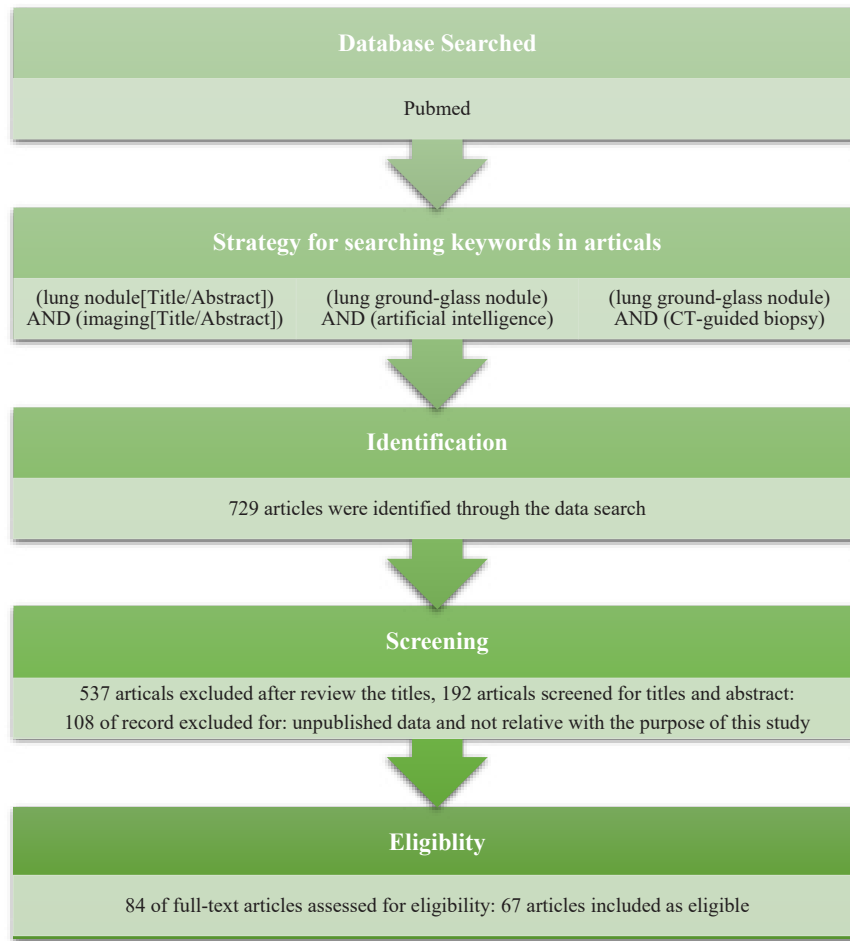 Database Searched
Pubmed
Strategy for searching keywords in articals
(lung nodule[Title/Abstract])
AND (imaging[Title/Abstract])
(lung ground-glass nodule)
AND (artificial intelligence)
(lung ground-glass nodule)
AND (CT-guided biopsy)
Identification
729 articles were identified through the data search
Screening
537 articals excluded after review the titles, 192 articals screened for titles and abstract:
108 of record excluded for: unpublished data and not relative with the purpose of this study
Eligiblity
84 of full-text articles assessed for eligibility: 67 articles included as eligible